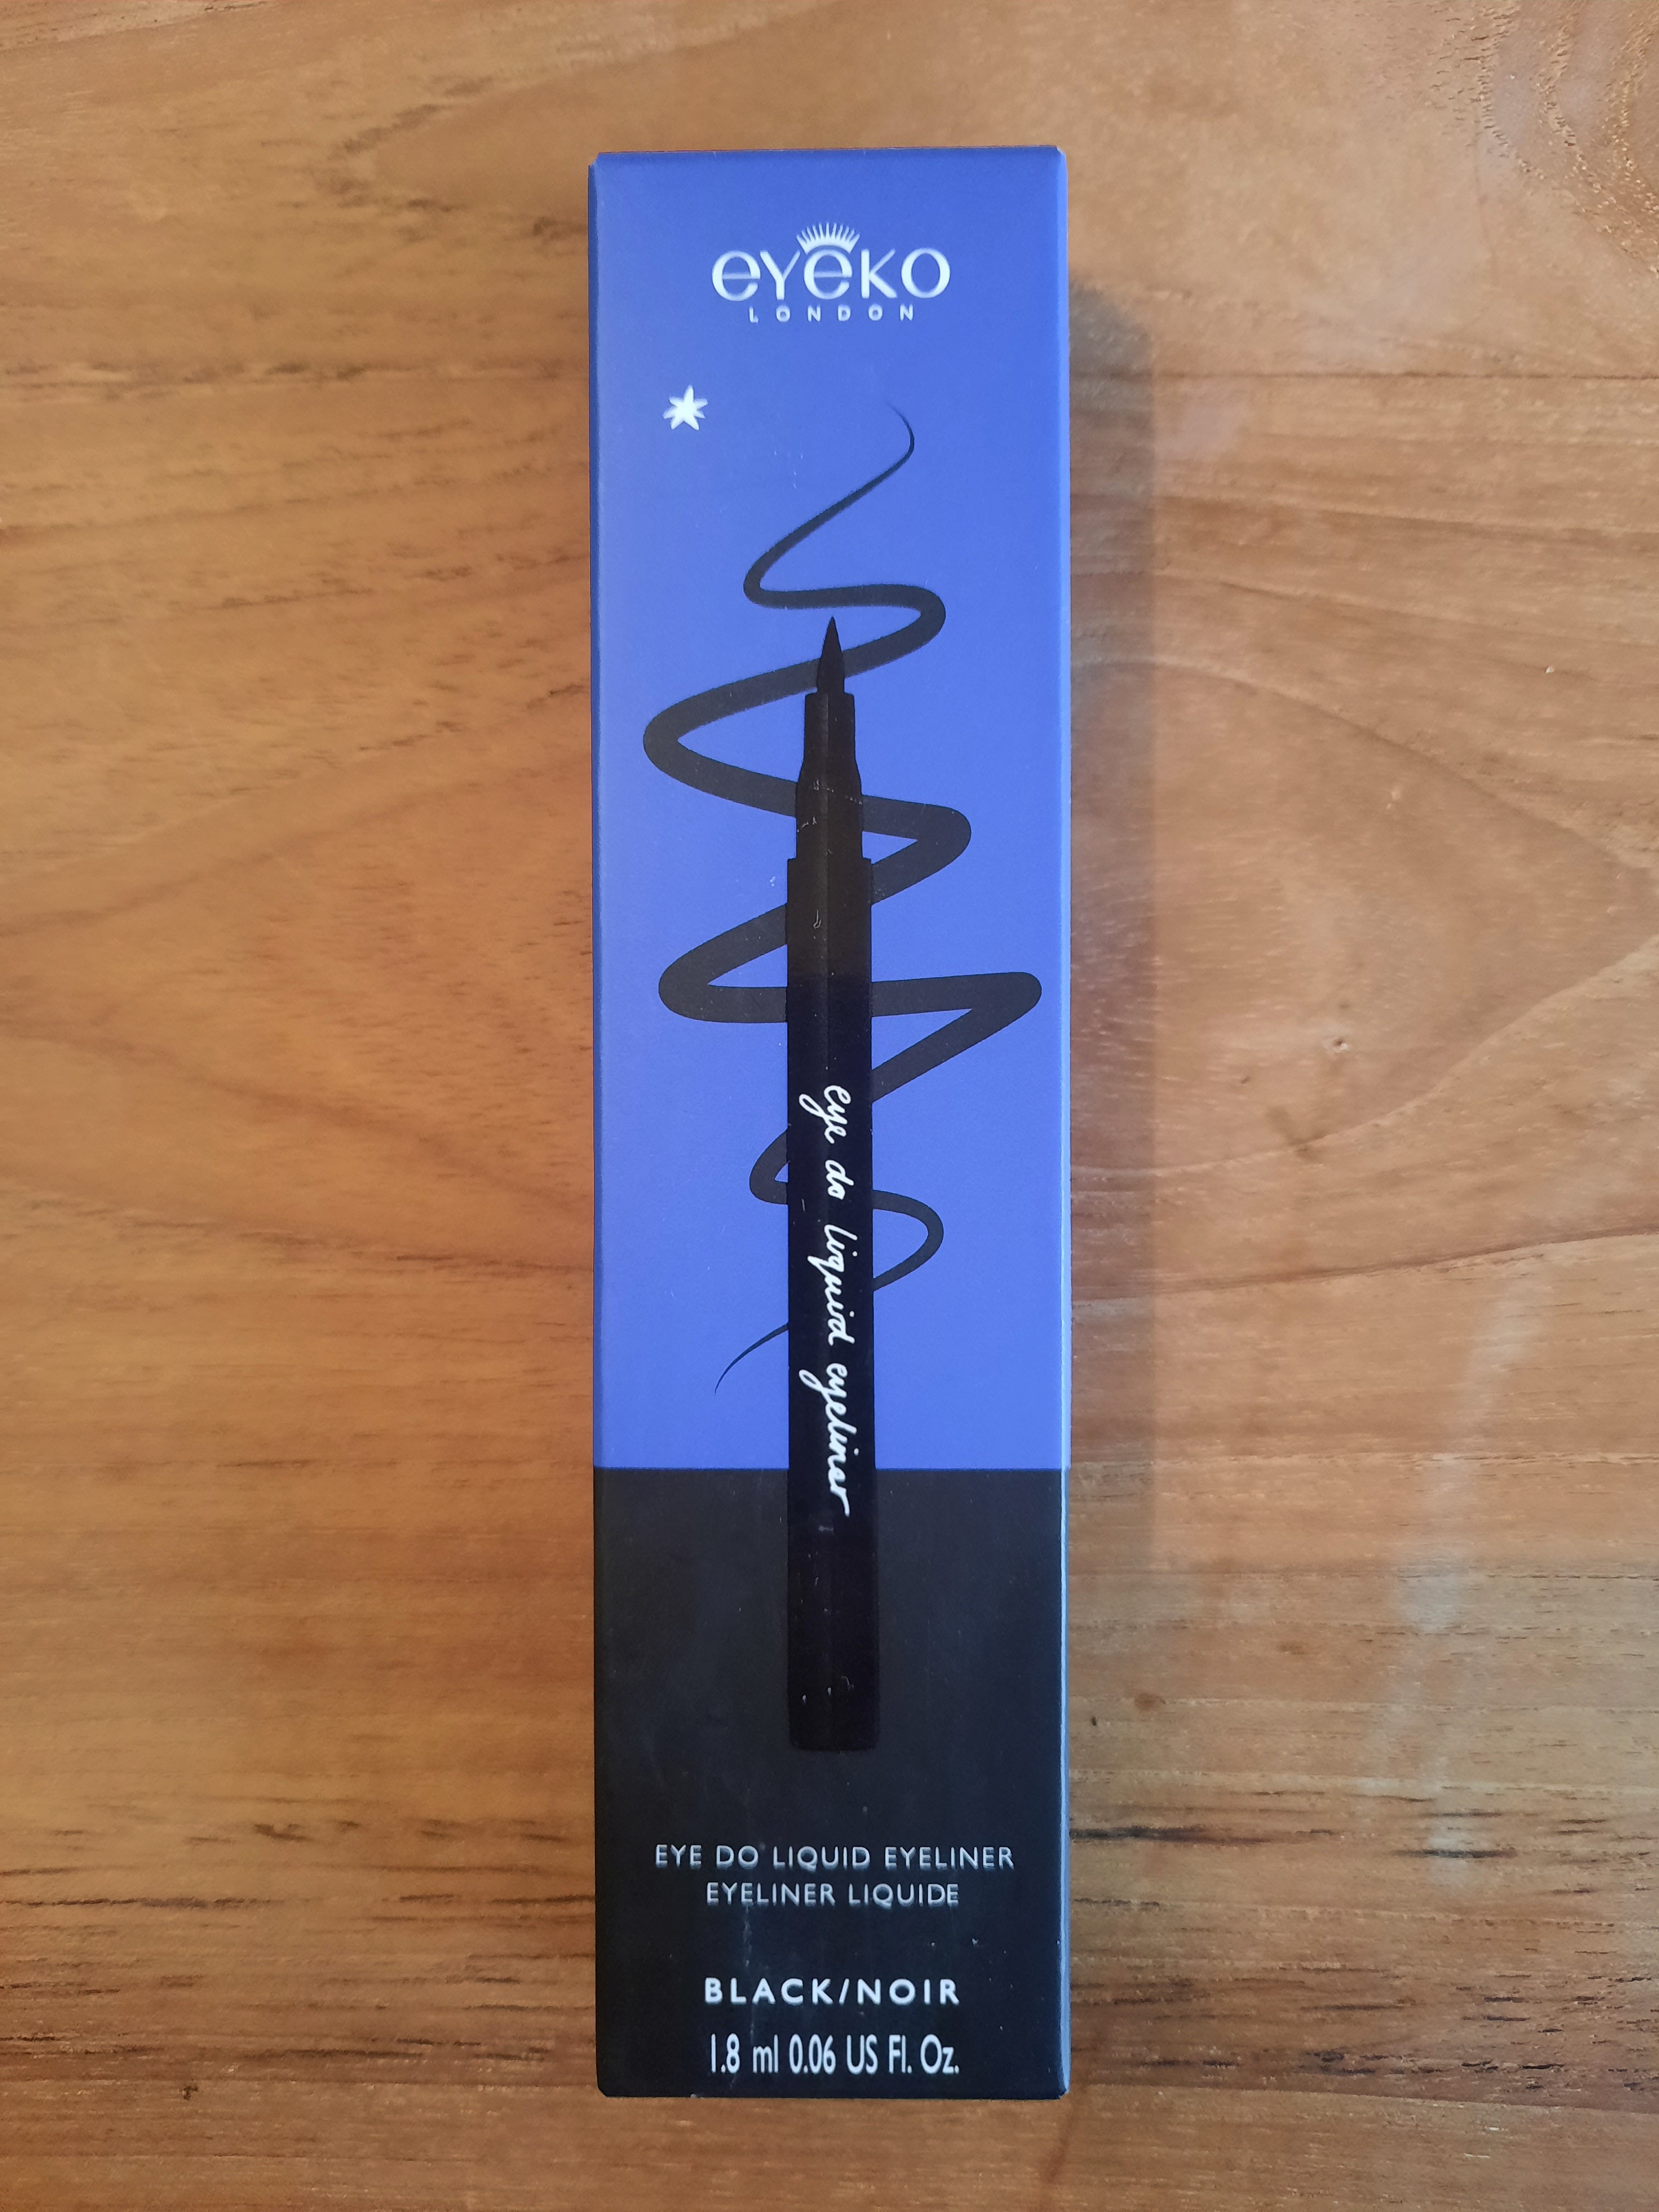 eyeko
LONDON
eye do liquid eyeliner
EYE DO LIQUID EYELINER
EYELINER LIQUIDE
BLACK/NOIR
1.8 ml 0.06 US Fl. Oz.